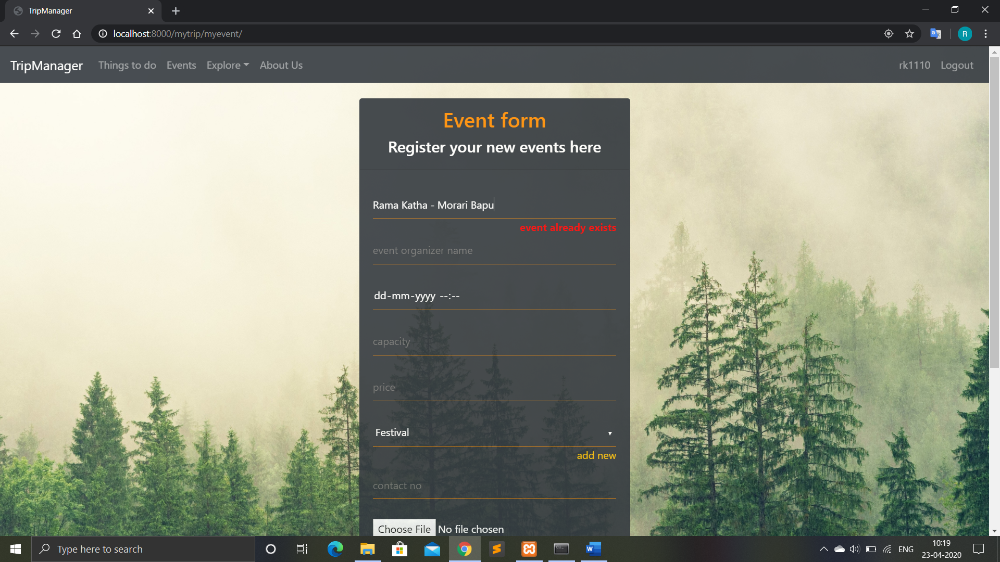 TripManager
localhost:8000/mytrip/myevent/
R
TripManager
Things to do
Events
Explore
About Us
rk1110
Logout
Event form
Register your new events here
Rama Katha - Morari Bapu
event already exists
event organizer name
dd-mm-yyyy --:--
capacity
price
Festival
add new
contact no
Choose File No file chosen
Type here to search
ENG
10:19
23-04-2020